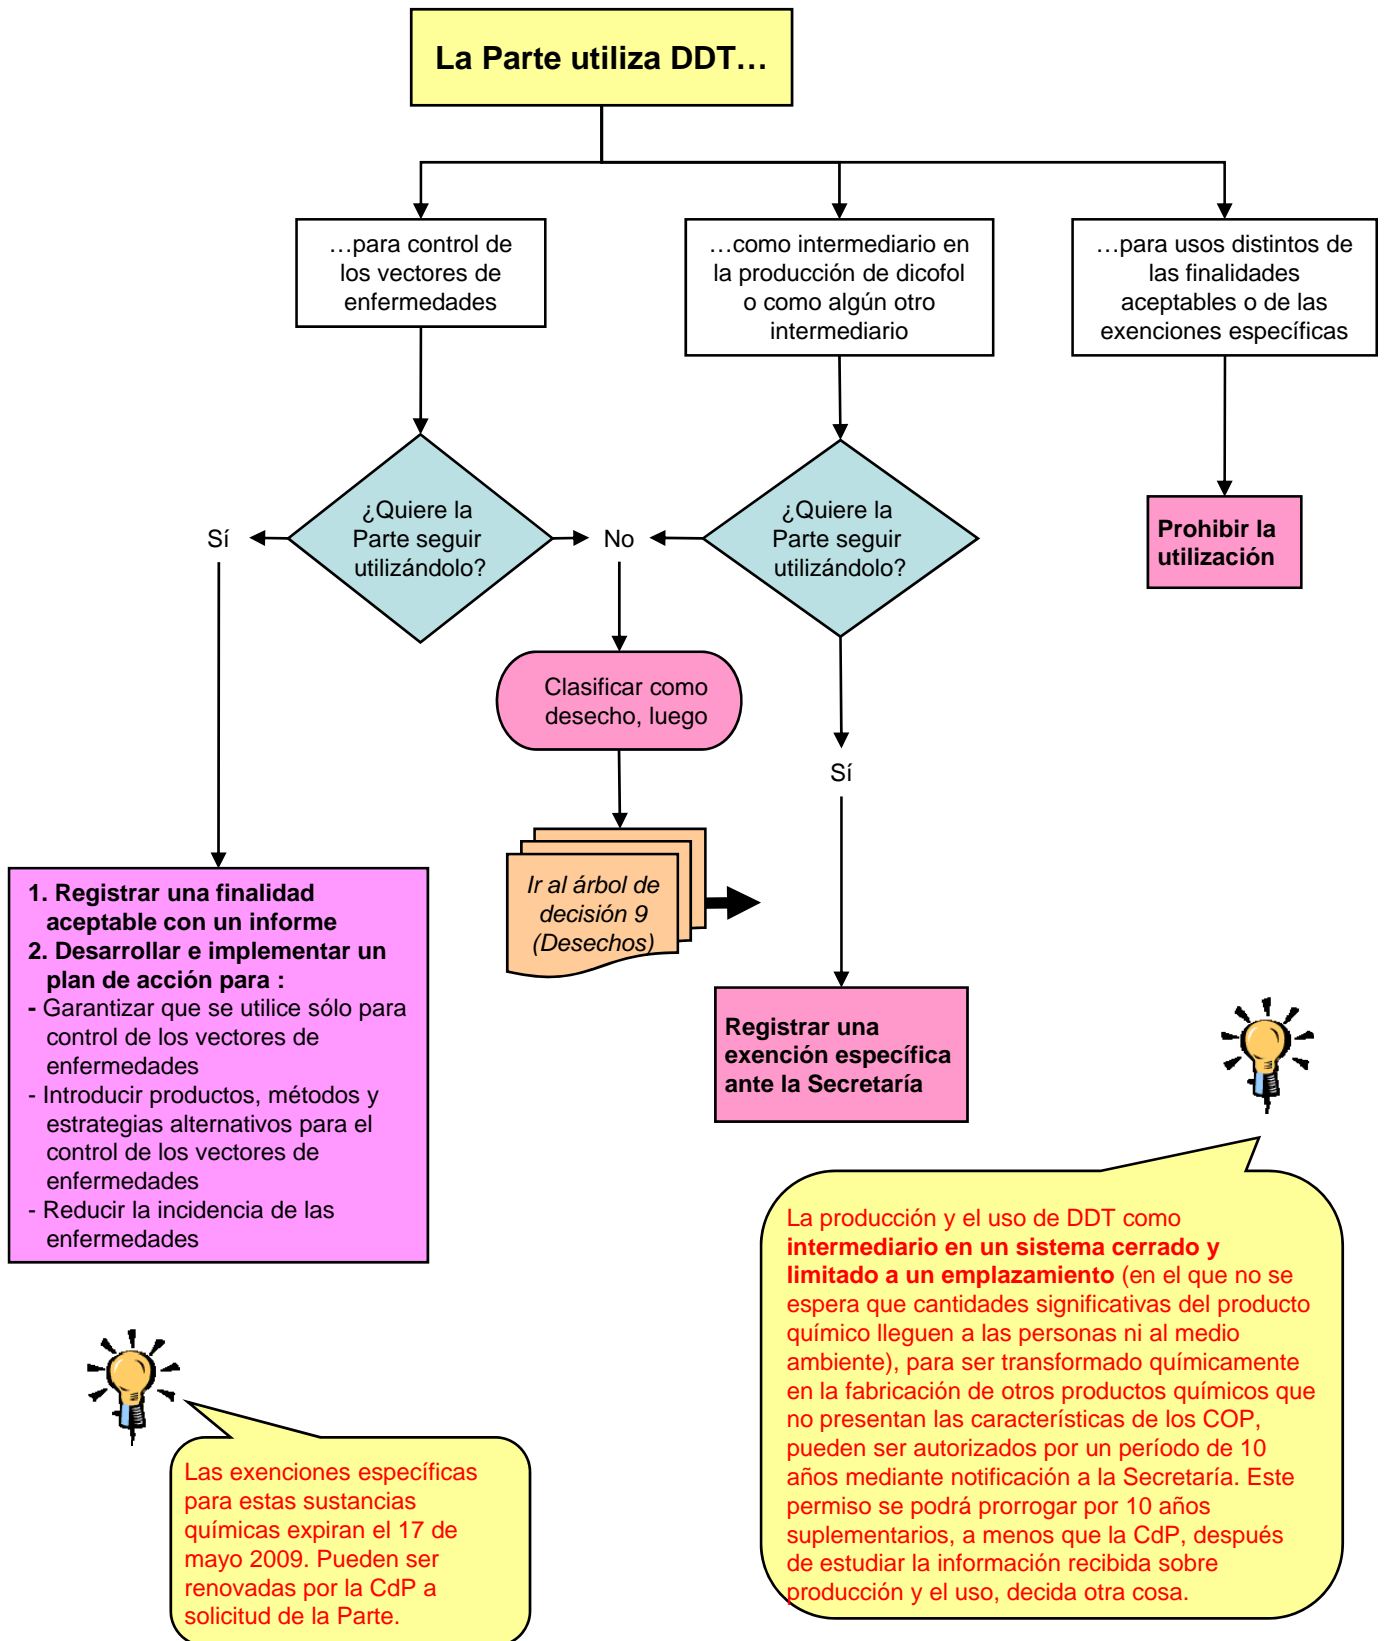 La Parte utiliza DDT…
…para control de
los vectores de
enfermedades
…como intermediario en
la producción de dicofol
o como algún otro
intermediario
…para usos distintos de
las finalidades
aceptables o de las
exenciones específicas
¿Quiere la
Parte seguir
utilizándolo?
Sí
No
¿Quiere la
Parte seguir
utilizándolo?
Prohibir la
utilización
Clasificar como
desecho, luego
Sí
Ir al árbol de
decisión 9
(Desechos)
1. Registrar una finalidad
aceptable con un informe
2. Desarrollar e implementar un
plan de acción para :
- Garantizar que se utilice sólo para
control de los vectores de
enfermedades
- Introducir productos, métodos y
estrategias alternativos para el
control de los vectores de
enfermedades
- Reducir la incidencia de las
enfermedades
Registrar una
exención específica
ante la Secretaría
La producción y el uso de DDT como
intermediario en un sistema cerrado y
limitado a un emplazamiento (en el que no se
espera que cantidades significativas del producto
químico lleguen a las personas ni al medio
ambiente), para ser transformado químicamente
en la fabricación de otros productos químicos que
no presentan las características de los COP,
pueden ser autorizados por un período de 10
años mediante notificación a la Secretaría. Este
permiso se podrá prorrogar por 10 años
suplementarios, a menos que la CdP, después
de estudiar la información recibida sobre
producción y el uso, decida otra cosa.
Las exenciones específicas
para estas sustancias
químicas expiran el 17 de
mayo 2009. Pueden ser
renovadas por la CdP a
solicitud de la Parte.